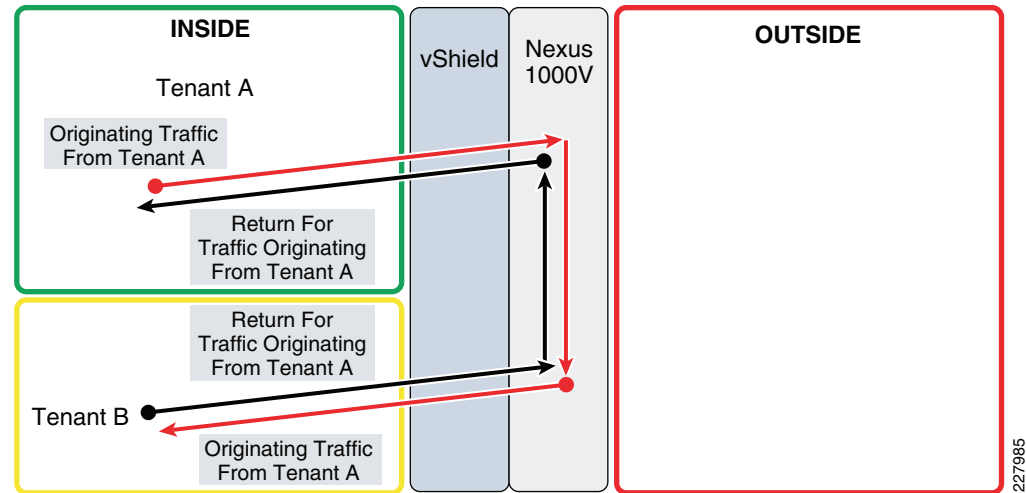 INSIDE
vShield
Nexus
1000V
OUTSIDE
Tenant A
Originating Traffic
From Tenant A
Return For
Traffic Originating
From Tenant A
Return For
Traffic Originating
From Tenant A
Tenant B
Originating Traffic
From Tenant A
227985